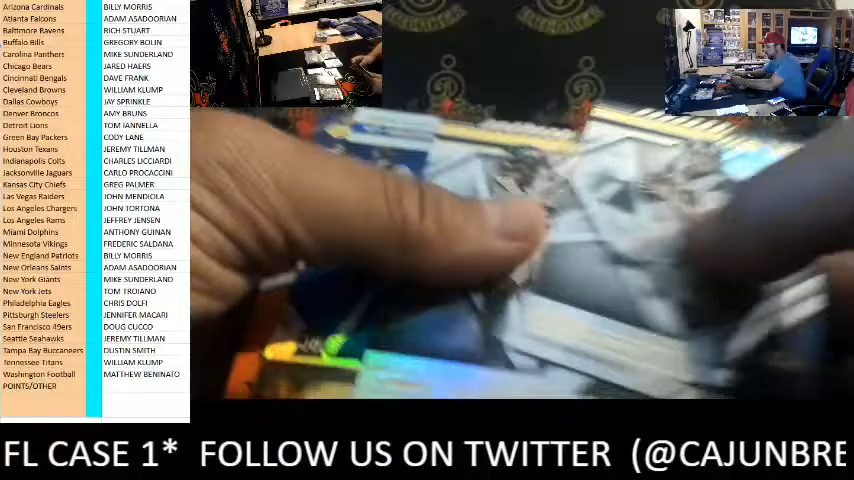 Arizona Cardinals BILLY MORRIS
Atlanta Falcons ADAM ASADOORIAN
Baltimore Ravens RICH STUART
Buffalo Bills GREGORY BOLIN
Carolina Panthers MIKE SUNDERLAND
Chicago Bears JARED HAERS
Cincinnati Bengals DAVE FRANK
Cleveland Browns WILLIAM KLUMP
Dallas Cowboys JAY SPRINKLE
Denver Broncos AMY BRUNS
Detroit Lions TOM IANNELLA
Green Bay Packers CODY LANE
Houston Texans JEREMY TILLMAN
Indianapolis Colts CHARLES LICCIARDI
Jacksonville Jaguars CARLO PROCACCINI
Kansas City Chiefs GREG PALMER
Las Vegas Raiders JOHN MENDIOLA
Los Angeles Chargers JOHN TORTONA
Los Angeles Rams JEFFREY JENSEN
Miami Dolphins ANTHONY GUINAN
Minnesota Vikings FREDERIC SALDANA
New England Patriots BILLY MORRIS
New Orleans Saints ADAM ASADOORIAN
New York Giants MIKE SUNDERLAND
New York Jets TOM TROIANO
Philadelphia Eagles CHRIS DOLFI
Pittsburgh Steelers JENNIFER MACARI
San Francisco 49ers DOUG CUCCO
Seattle Seahawks JEREMY TILLMAN
Tampa Bay Buccaneers DUSTIN SMITH
Tennessee Titans WILLIAM KLUMP
Washington Football MATTHEW BENINATO
POINTS/OTHER
FL CASE 1* FOLLOW US ON TWITTER (@CAJUNBRE